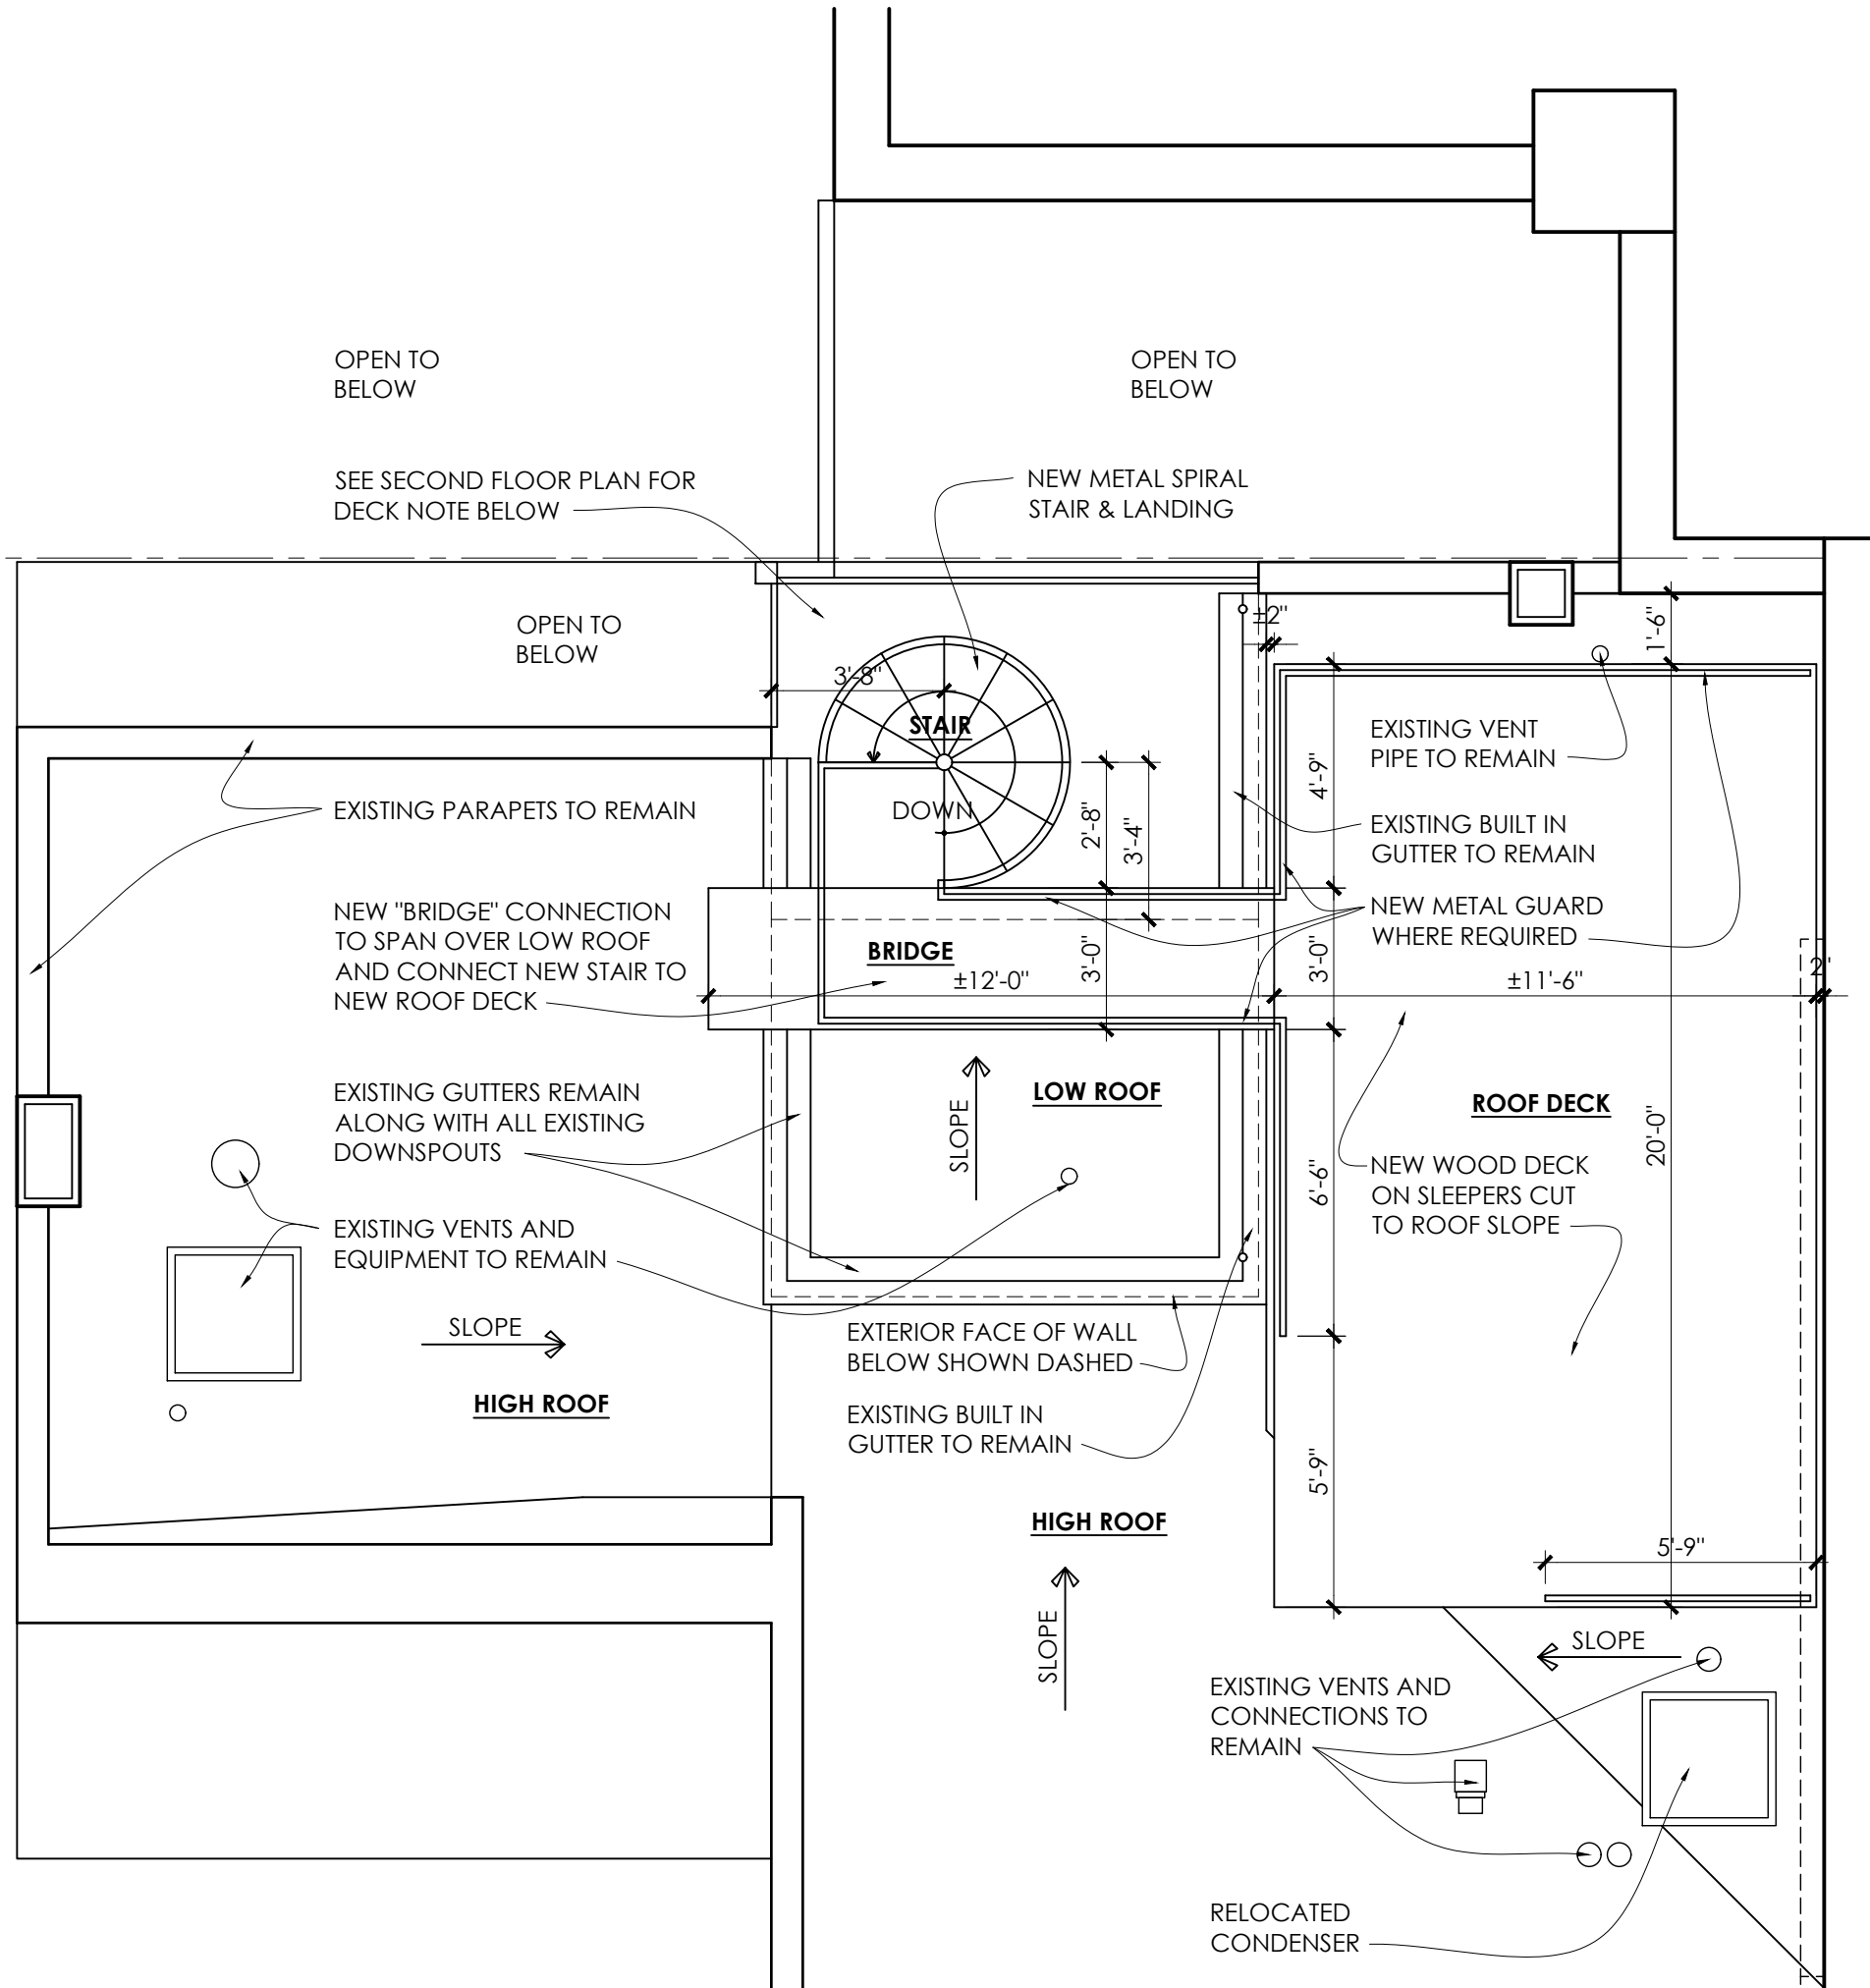 OPEN TO
BELOW
OPEN TO
BELOW
SEE SECOND FLOOR PLAN FOR
DECK NOTE BELOW
NEW METAL SPIRAL
STAIR & LANDING
OPEN TO
BELOW
±2"
1'-6"
3'-8"
STAIR
DOWN
2'-8"
3'-4"
4'-9"
EXISTING VENT
PIPE TO REMAIN
EXISTING PARAPETS TO REMAIN
EXISTING BUILT IN
GUTTER TO REMAIN
NEW METAL GUARD
WHERE REQUIRED
NEW "BRIDGE" CONNECTION
TO SPAN OVER LOW ROOF
AND CONNECT NEW STAIR TO
NEW ROOF DECK
BRIDGE
±12'-0"
3'-0"
3'-0"
±11'-6"
2"
EXISTING GUTTERS REMAIN
ALONG WITH ALL EXISTING
DOWNSPOUTS
SLOPE
LOW ROOF
ROOF DECK
20'-0"
6'-6"
NEW WOOD DECK
ON SLEEPERS CUT
TO ROOF SLOPE
EXISTING VENTS AND
EQUIPMENT TO REMAIN
SLOPE
HIGH ROOF
EXTERIOR FACE OF WALL
BELOW SHOWN DASHED
EXISTING BUILT IN
GUTTER TO REMAIN
5'-9"
HIGH ROOF
5'-9"
SLOPE
SLOPE
EXISTING VENTS AND
CONNECTIONS TO
REMAIN
RELOCATED
CONDENSER